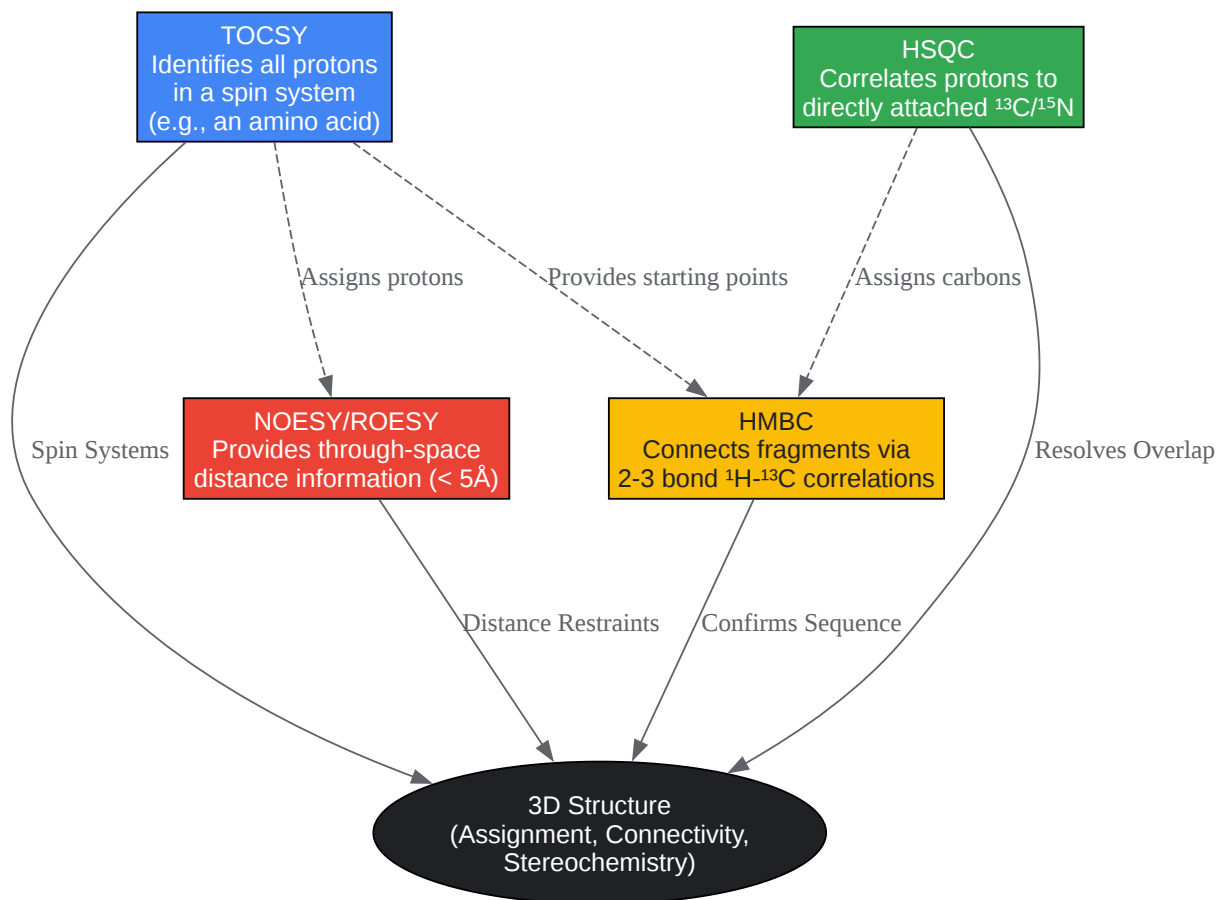 TOCSY
Identifies all protons
in a spin system
(e.g., an amino acid)
HSQC
Correlates protons to
directly attached ¹³C/¹⁵N
Assigns protons
Provides starting points
Assigns carbons
Spin Systems
NOESY/ROESY
Provides through-space
distance information (< 5Å)
HMBC
Connects fragments via
2-3 bond ¹H-¹³C correlations
Resolves Overlap
Distance Restraints
Confirms Sequence
3D Structure
(Assignment, Connectivity,
Stereochemistry)